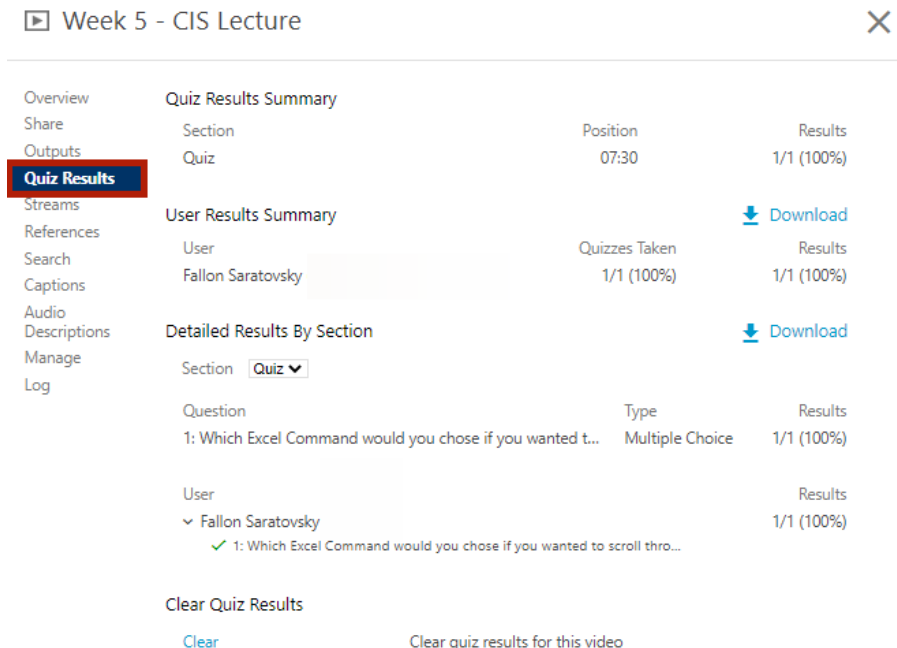 Week 5 - CIS Lecture
Overview
Share
Outputs
Quiz Results
Streams
References
Search
Captions
Audio
Descriptions
Manage
Log
Quiz Results Summary
Section Position Results
Quiz 07:30 1/1 (100%)
User Results Summary Download
User Quizzes Taken Results
Fallon Saratovsky 1/1 (100%) 1/1 (100%)
Detailed Results By Section Download
Section Quiz
Question Type Results
1: Which Excel Command would you chose if you wanted t... Multiple Choice 1/1 (100%)
User Results
Fallon Saratovsky 1/1 (100%)
1: Which Excel Command would you chose if you wanted to scroll thro...
Clear Quiz Results
Clear Clear quiz results for this video